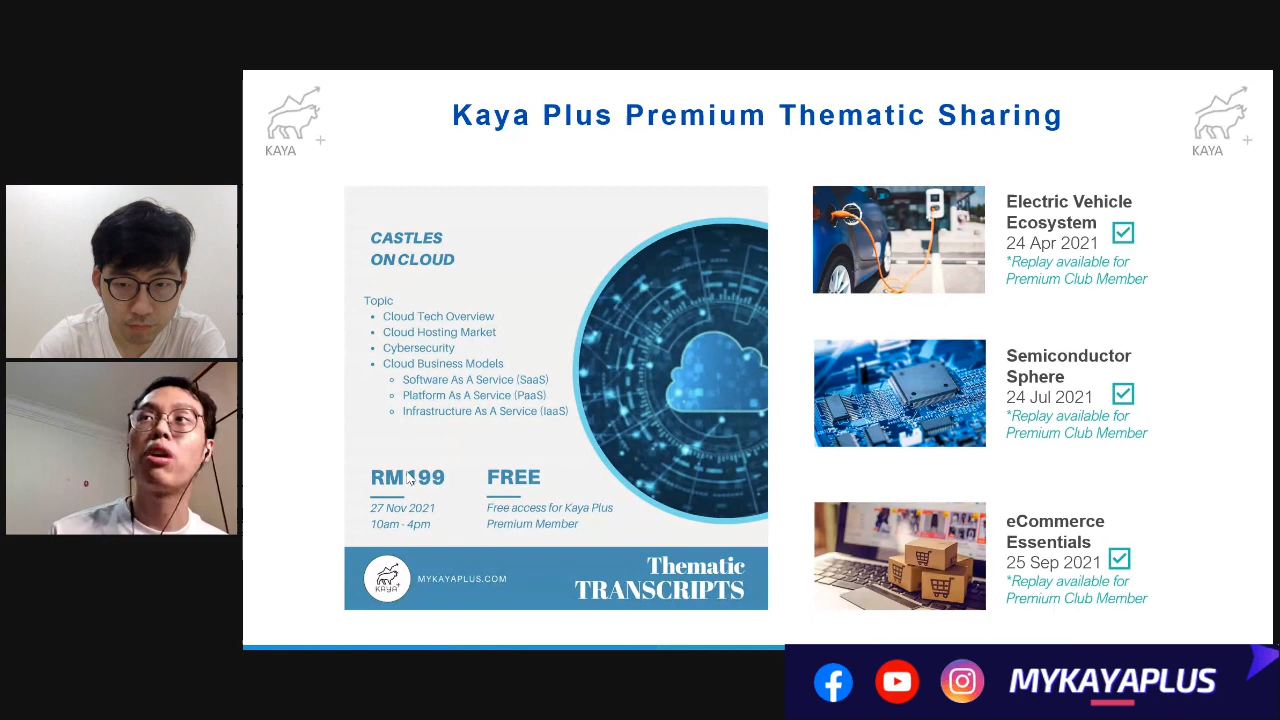 KAYA
Kaya Plus Premium Thematic Sharing
KAYA
CASTLES
ON CLOUD
Topic
• Cloud Tech Overview
• Cloud Hosting Market
• Cybersecurity
• Cloud Business Models
◦ Software As A Service (SaaS)
◦ Platform As A Service (PaaS)
◦ Infrastructure As A Service (IaaS)
RM199
27 Nov 2021
10am - 4pm
FREE
Free access for Kaya Plus
Premium Member
KAYA
MYKAYAPLUS.COM
Thematic
TRANSCRIPTS
Electric Vehicle
Ecosystem
24 Apr 2021
*Replay available for
Premium Club Member
Semiconductor
Sphere
24 Jul 2021
*Replay available for
Premium Club Member
eCommerce
Essentials
25 Sep 2021
*Replay available for
Premium Club Member
MYKAYAPLUS